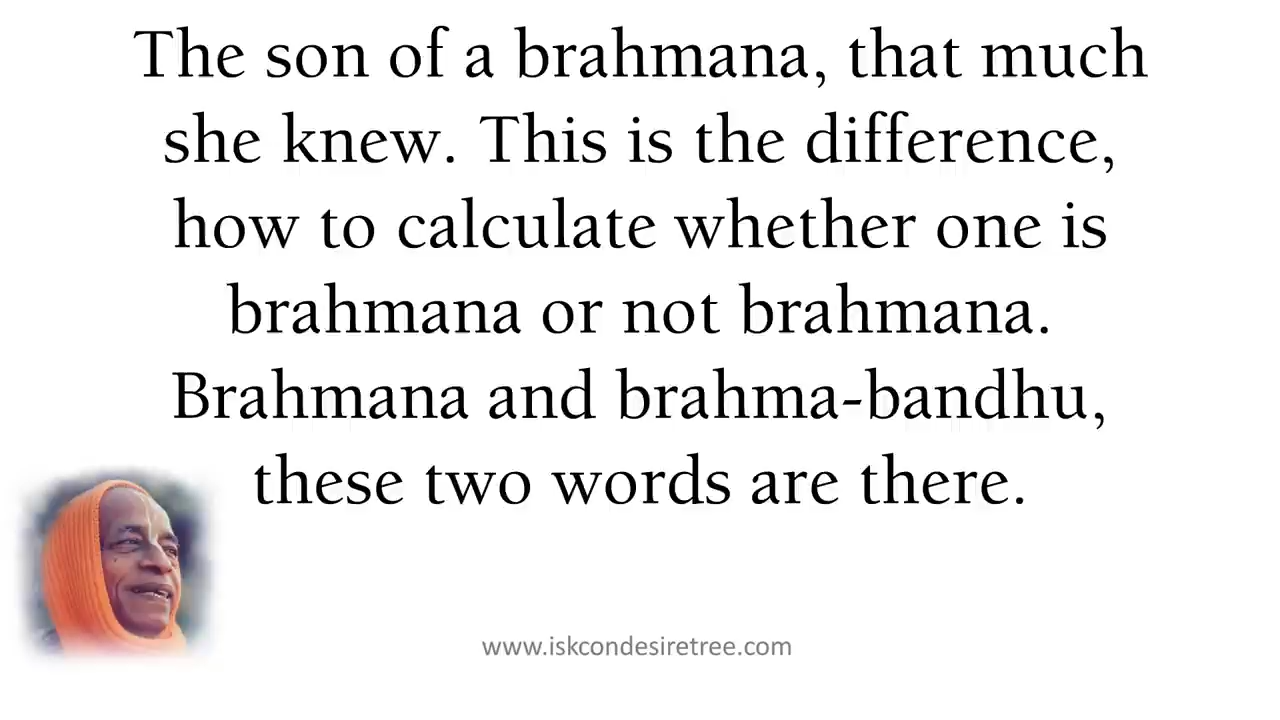 The son of a brahmana, that much
she knew. This is the difference,
how to calculate whether one is
brahmana or not brahmana.
Brahmana and brahma-bandhu,
these two words are there.
www.iskcondesiretree.com